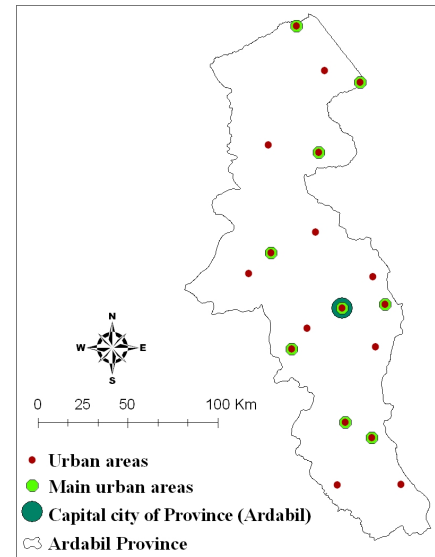 N
W E
S
0 25 50 100 Km
Urban areas
Main urban areas
Capital city of Province (Ardabil)
Ardabil Province